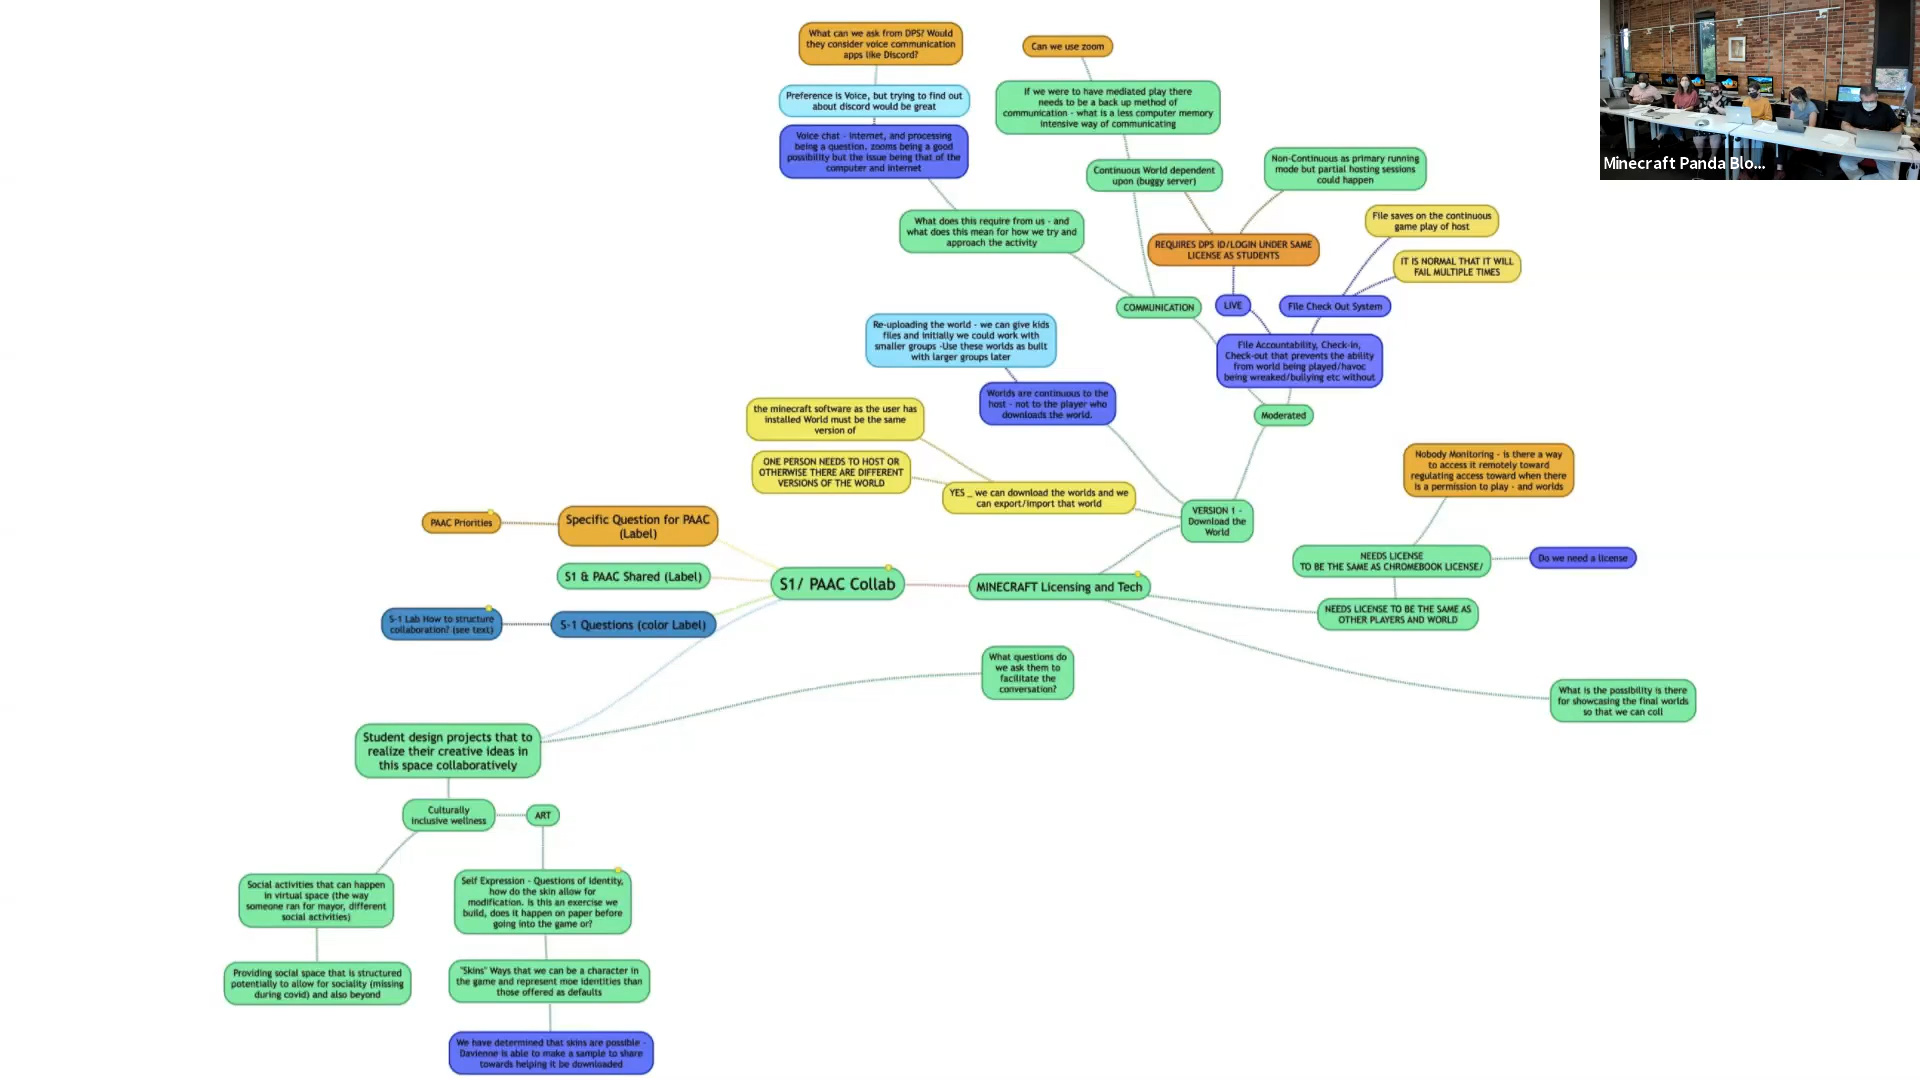 What can we ask from DPS? Would
they consider voice communication
apps like Discord?
Can we use zoom
Preference is Voice, but trying to find out
about discord would be great
If we were to have mediated play there
needs to be a back up method of
communication - what is a less computer memory
intensive way of communicating
Voice chat - internet, and processing
being a question. zooms being a good
possibility but the issue being that of the
computer and internet
Continuous World dependent
upon (buggy server)
Non-Continuous as primary running
mode but partial hosting sessions
could happen
What does this require from us - and
what does this mean for how we try and
approach the activity
File saves on the continuous
game play of host
REQUIRES DPS ID/LOGIN UNDER SAME
LICENSE AS STUDENTS
IT IS NORMAL THAT IT WILL
FAIL MULTIPLE TIMES
COMMUNICATION
LIVE
File Check Out System
Re-uploading the world - we can give kids
files and initially we could work with
smaller groups -Use these worlds as built
with larger groups later
File Accountability, Check-in,
Check-out that prevents the ability
from world being played/havoc
being wreaked/bullying etc without
Worlds are continuous to the
host - not to the player who
downloads the world.
Moderated
the minecraft software as the user has
installed World must be the same
version of
ONE PERSON NEEDS TO HOST OR
OTHERWISE THERE ARE DIFFERENT
VERSIONS OF THE WORLD
YES _ we can download the worlds and we
can export/import that world
VERSION 1 -
Download the
World
Nobody Monitoring - is there a way
to access it remotely toward
regulating access toward when there
is a permission to play - and worlds
PAAC Priorities
Specific Question for PAAC
(Label)
NEEDS LICENSE
TO BE THE SAME AS CHROMEBOOK LICENSE/
Do we need a license
S1 & PAAC Shared (Label)
S1/ PAAC Collab
MINECRAFT Licensing and Tech
NEEDS LICENSE TO BE THE SAME AS
OTHER PLAYERS AND WORLD
S-1 Lab How to structure
collaboration? (see text)
S-1 Questions (color Label)
What questions do
we ask them to
facilitate the
conversation?
What is the possibility is there
for showcasing the final worlds
so that we can coll
Student design projects that to
realize their creative ideas in
this space collaboratively
Culturally
inclusive wellness
ART
Social activities that can happen
in virtual space (the way
someone ran for mayor, different
social activities)
Self Expression - Questions of Identity,
how do the skin allow for
modification. Is this an exercise we
build, does it happen on paper before
going into the game or?
Providing social space that is structured
potentially to allow for sociality (missing
during covid) and also beyond
"Skins" Ways that we can be a character in
the game and represent moe identities than
those offered as defaults
We have determined that skins are possible -
Davienne is able to make a sample to share
towards helping it be downloaded
Minecraft Panda Blo...